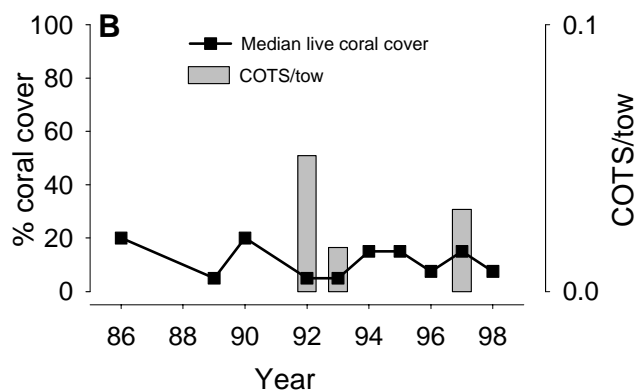 B
Median live coral cover
COTS/tow
100
80
60
40
20
0
% coral cover
0.1
0.0
COTS/tow
86 88 90 92 94 96 98
Year